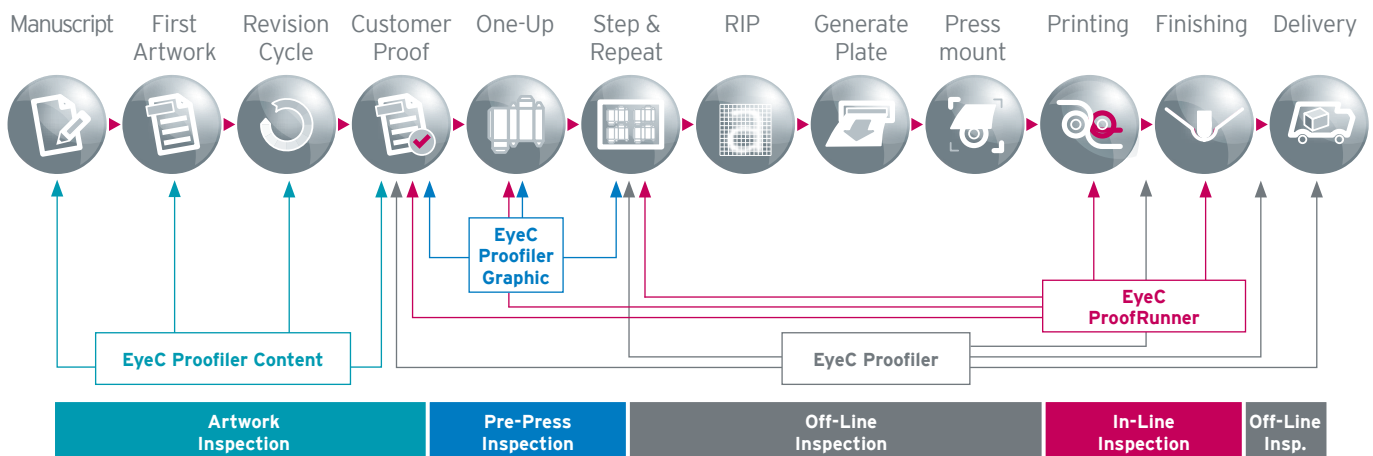 Manuscript
First
Artwork
Revision
Cycle
Customer
Proof
One-Up
Step &
Repeat
RIP
Generate
Plate
Press
mount
Printing
Finishing
Delivery
a
EyeC
Proofiler
Graphic
EyeC
ProofRunner
EyeC Proofiler Content
EyeC Proofiler
Artwork
Inspection
Pre-Press
Inspection
Off-Line
Inspection
In-Line
Inspection
Off-Line
Insp.